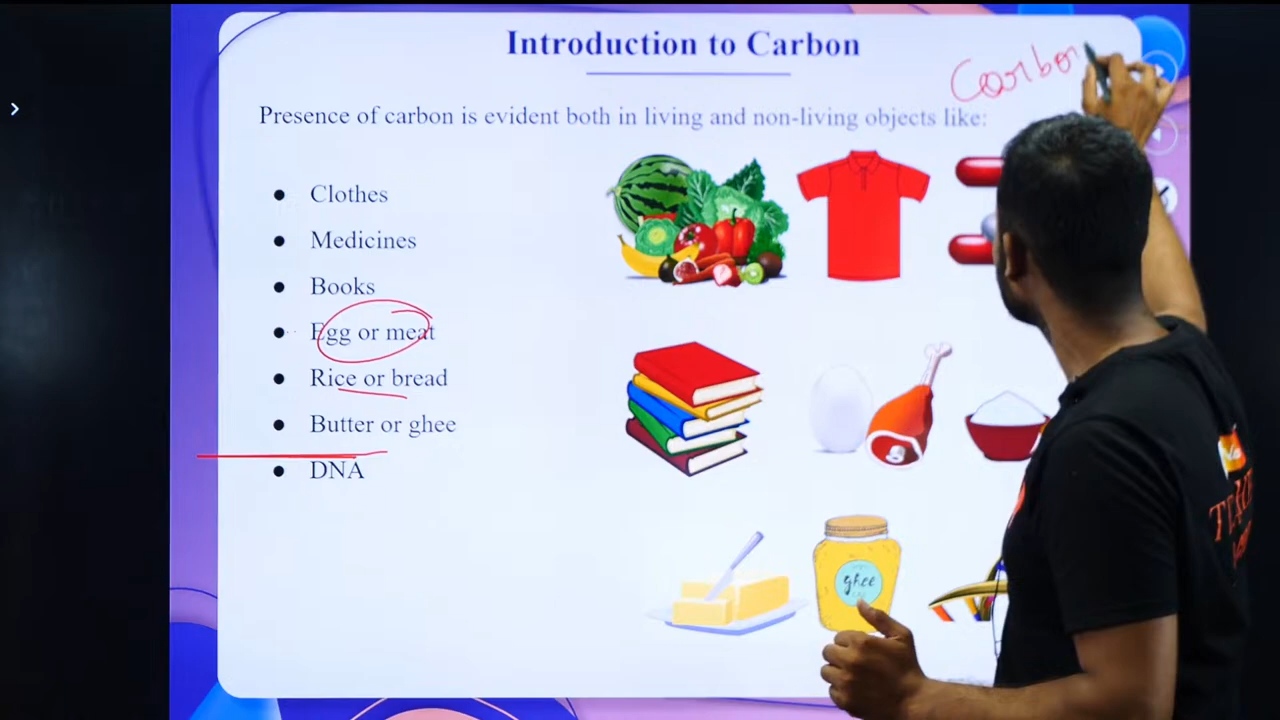 Introduction to Carbon
Carbon
Presence of carbon is evident both in living and non-living objects like:
● Clothes
● Medicines
● Books
● Egg or meat
● Rice or bread
● Butter or ghee
● DNA
ghee